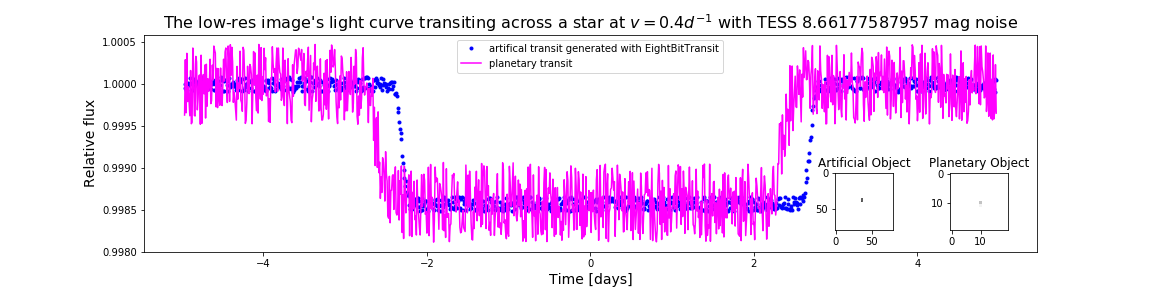 The low-res image's light curve transiting across a star at v = 0.4d⁻¹ with TESS 8.66177587957 mag noise
artifical transit generated with EightBitTransit
planetary transit
Relative flux
1.0005
1.0000
0.9995
0.9990
0.9985
0.9980
Artificial Object
0
50
0 50
Planetary Object
0
10
0 10
−4 −2 0 2 4
Time [days]